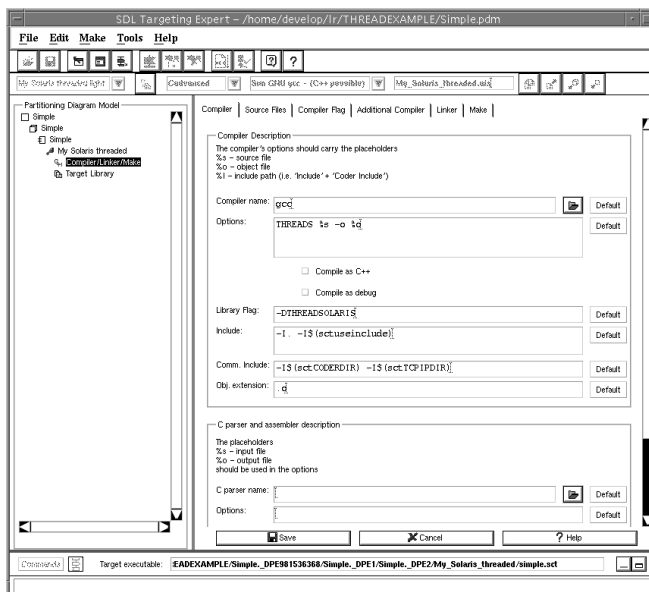 SDL Targeting Expert – /home/develop/lr/THREADEXAMPLE/Simple.pdm
File Edit Make Tools Help
My Solaris threaded light
Customized
Sun GNU gcc - (C++ possible)
My_Solaris_threaded.ais
Partitioning Diagram Model
Simple
Simple
Simple
My Solaris threaded
Compiler/Linker/Make
Target Library
Compiler Source Files Compiler Flag Additional Compiler Linker Make
Compiler Description
The compiler's options should carry the placeholders
%s – source file
%o – object file
%I – include path (i.e. 'Include' + 'Coder Include')
Compiler name: gcc Default
Options: THREADS %s -o %o Default
Compile as C++
Compile as debug
Library Flag: -DTHREADSOLARIS Default
Include: -I. -I$(sctuseinclude) Default
Comm. Include: -I$(sctCODERDIR) -I$(sctTCPIPDIR) Default
Obj. extension: .o Default
C parser and assembler description
The placeholders
%s – input file
%o – output file
should be used in the options
C parser name: Default
Options: Default
Save Cancel ? Help
Commands Target executable: EADEXAMPLE/Simple._DPE981536368/Simple._DPE1/Simple._DPE2/My_Solaris_threaded/simple.sct